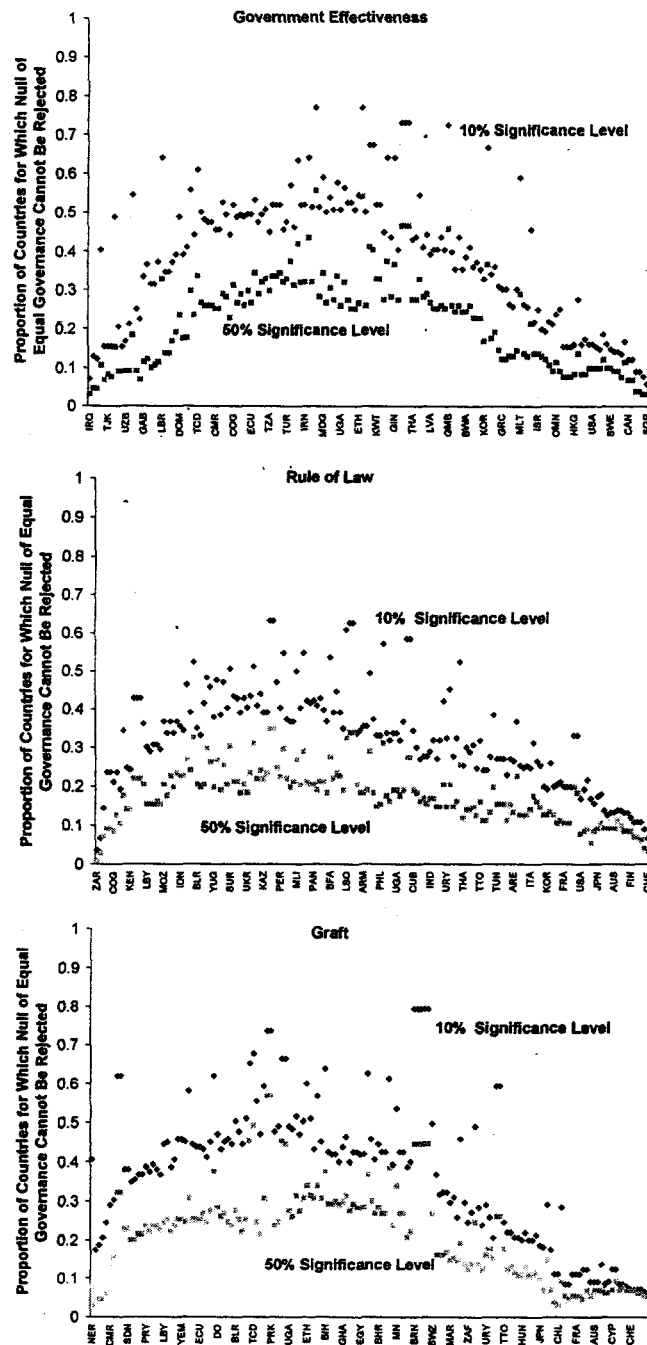 Government Effectiveness
Proportion of Countries for Which Null of
Equal Governance Cannot Be Rejected
1
0.9
0.8
0.7
0.6
0.5
0.4
0.3
0.2
0.1
0
10% Significance Level
50% Significance Level
IRQ TJK UZB GAB LBR DOM TCD CMR COG ECU TZA TUR IRN MDG UGA ETH KWT GIN THA LVA GMB BWA KOR GRC MLT ISR OMN HKG USA SWE CAN SGP
Rule of Law
Proportion of Countries for Which Null of Equal
Governance Cannot Be Rejected
1
0.9
0.8
0.7
0.6
0.5
0.4
0.3
0.2
0.1
0
10% Significance Level
50% Significance Level
ZAR COG KEN LBY MOZ IDN BLR YUG SUR UKR KAZ PER MLI PAN BFA LSO ARM PHL UGA CUB IND URY THA TTO TUN ARE ITA KOR FRA USA JPN AUS FIN CHE
Graft
Proportion of Countries for Which Null of Equal
Governance Cannot Be Rejected
1
0.9
0.8
0.7
0.6
0.5
0.4
0.3
0.2
0.1
0
10% Significance Level
50% Significance Level
NER CMR SDN PRY LBY YEM ECU DO BLR TCD PRK UGA ETH BIH GHA EGY BHR MN BRN SWZ MAR ZAF URY TTO HUN JPN CHL FRA AUS CYP CHE